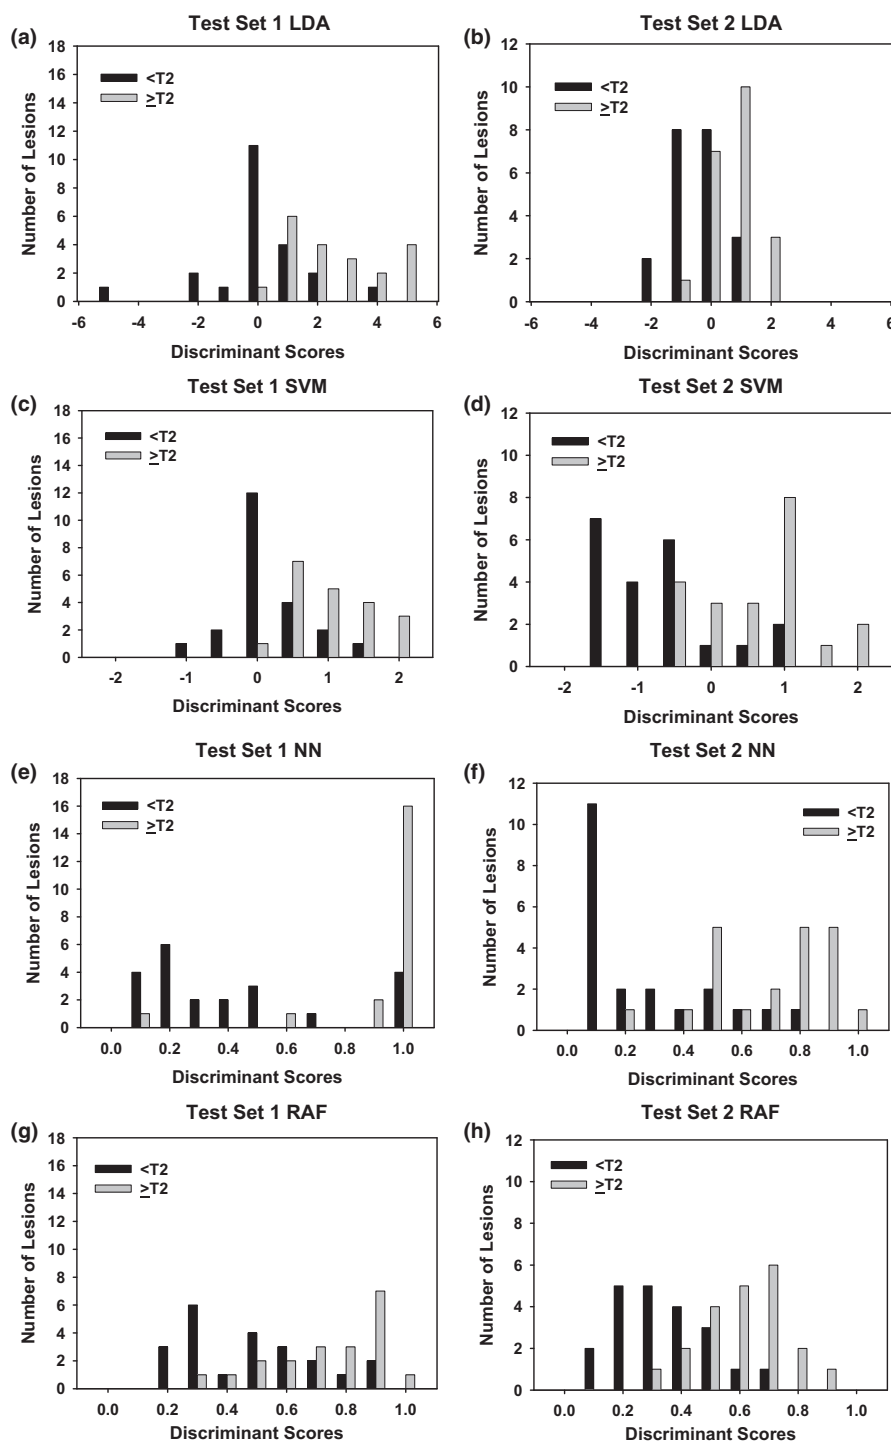 (a) Test Set 1 LDA
18
16
14
12
10
8
6
4
2
0
Number of Lesions
<T2
≥T2
-6 -4 -2 0 2 4 6
Discriminant Scores
(b) Test Set 2 LDA
12
10
8
6
4
2
0
Number of Lesions
<T2
≥T2
-6 -4 -2 0 2 4 6
Discriminant Scores
(c) Test Set 1 SVM
18
16
14
12
10
8
6
4
2
0
Number of Lesions
<T2
≥T2
-2 -1 0 1 2
Discriminant Scores
(d) Test Set 2 SVM
12
10
8
6
4
2
0
Number of Lesions
<T2
≥T2
-2 -1 0 1 2
Discriminant Scores
(e) Test Set 1 NN
18
16
14
12
10
8
6
4
2
0
Number of Lesions
<T2
≥T2
0.0 0.2 0.4 0.6 0.8 1.0
Discriminant Scores
(f) Test Set 2 NN
12
10
8
6
4
2
0
Number of Lesions
<T2
≥T2
0.0 0.2 0.4 0.6 0.8 1.0
Discriminant Scores
(g) Test Set 1 RAF
18
16
14
12
10
8
6
4
2
0
Number of Lesions
<T2
≥T2
0.0 0.2 0.4 0.6 0.8 1.0
Discriminant Scores
(h) Test Set 2 RAF
12
10
8
6
4
2
0
Number of Lesions
<T2
≥T2
0.0 0.2 0.4 0.6 0.8 1.0
Discriminant Scores